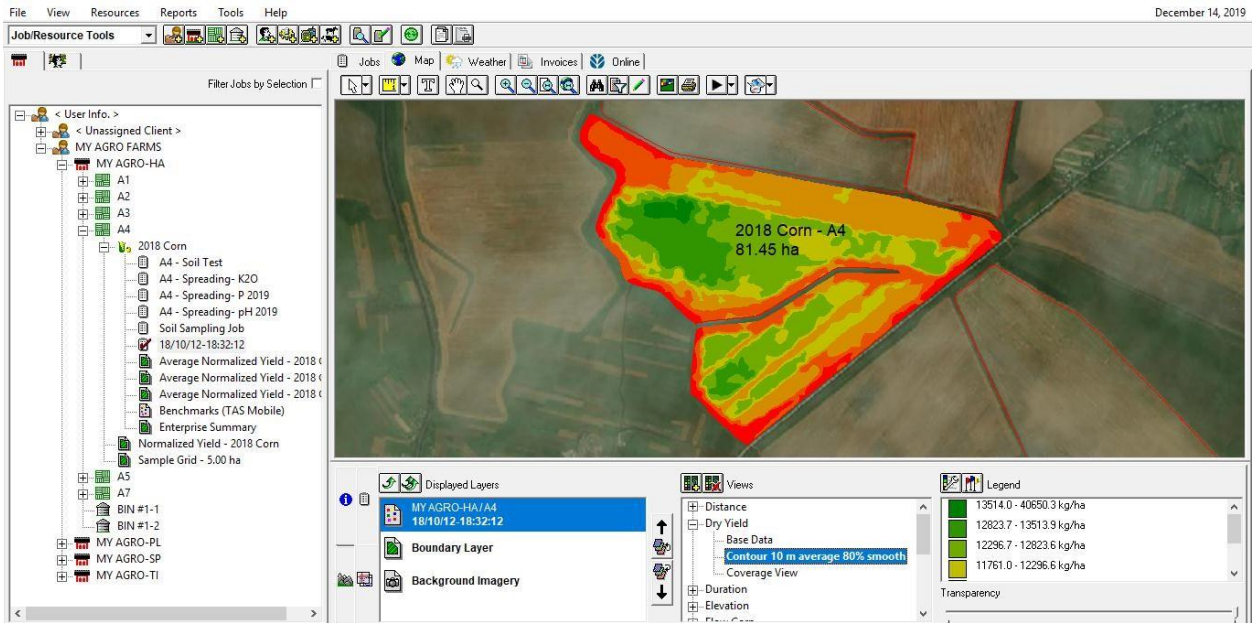 File View Resources Reports Tools Help
December 14, 2019
Job/Resource Tools
Jobs Map Weather Invoices Online
Filter Jobs by Selection
< User Info. >
< Unassigned Client >
MY AGRO FARMS
MY AGRO-HA
A1
A2
A3
A4
2018 Corn
A4 - Soil Test
A4 - Spreading- K2O
A4 - Spreading- P 2019
A4 - Spreading- pH 2019
Soil Sampling Job
18/10/12-18:32:12
Average Normalized Yield - 2018
Average Normalized Yield - 2018
Average Normalized Yield - 2018
Benchmarks (TAS Mobile)
Enterprise Summary
Normalized Yield - 2018 Corn
Sample Grid - 5.00 ha
A5
A7
BIN #1-1
BIN #1-2
MY AGRO-PL
MY AGRO-SP
MY AGRO-TI
2018 Corn - A4
81.45 ha
Displayed Layers
MY AGRO-HA/A4
18/10/12-18:32:12
Boundary Layer
Background Imagery
Views
Distance
Dry Yield
Base Data
Contour 10 m average 80% smooth
Coverage View
Duration
Elevation
Legend
13514.0 - 40650.3 kg/ha
12823.7 - 13513.9 kg/ha
12296.7 - 12823.6 kg/ha
11761.0 - 12296.6 kg/ha
Transparency